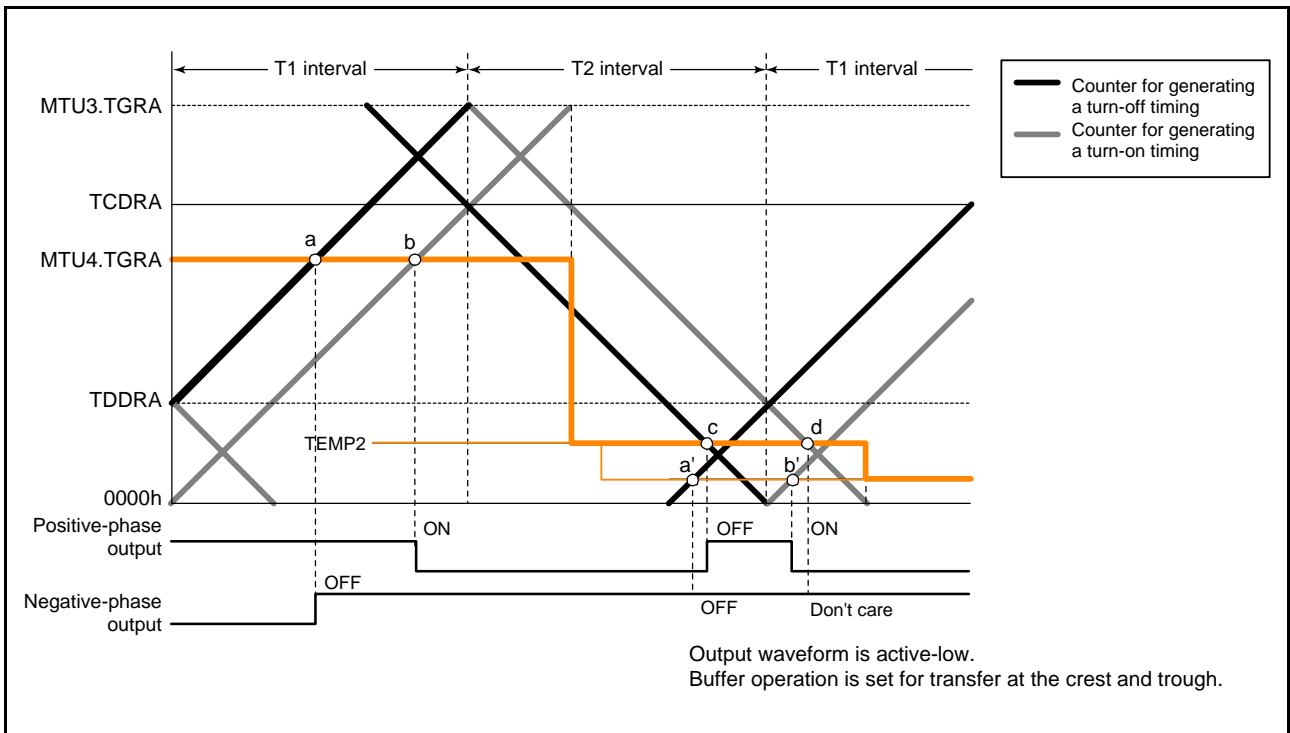 T1 interval
T2 interval
T1 interval
Counter for generating
a turn-off timing
Counter for generating
a turn-on timing
MTU3.TGRA
TCDRA
a
b
MTU4.TGRA
TDDRA
TEMP2
c
d
a'
b'
0000h
Positive-phase
output
ON
OFF
ON
OFF
Negative-phase
output
OFF
Don't care
Output waveform is active-low.
Buffer operation is set for transfer at the crest and trough.